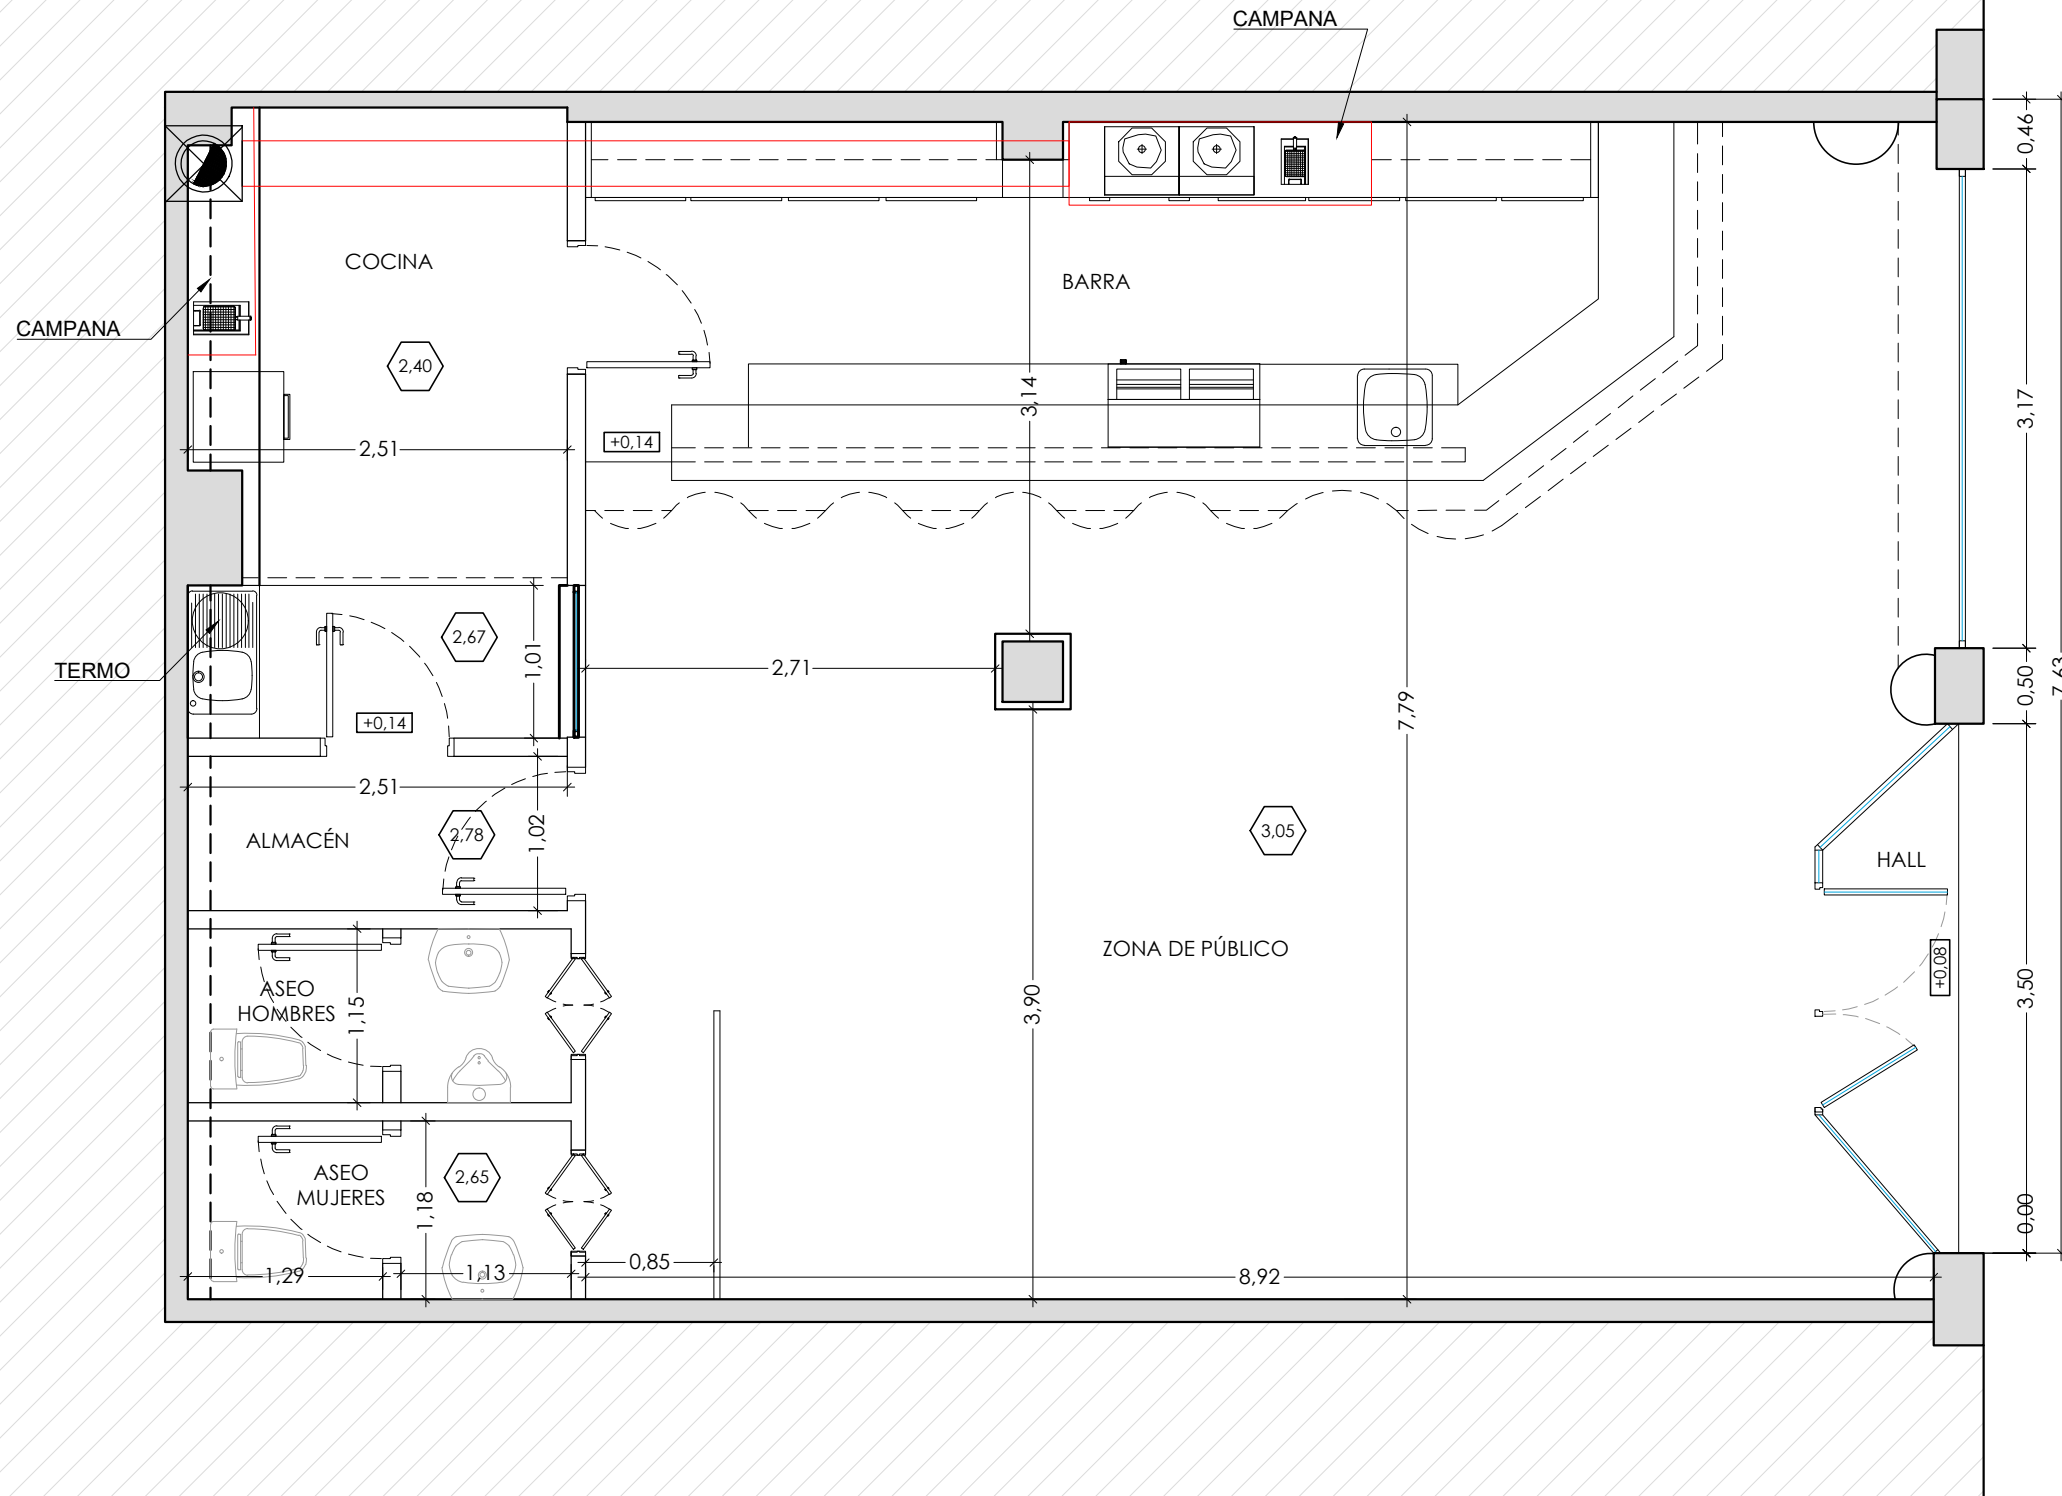 CAMPANA
0,46
COCINA
BARRA
CAMPANA
2,40
3,14
3,17
2,51
+0,14
2,67
1,01
TERMO
2,71
0,50
7,63
7,79
+0,14
2,51
ALMACÉN
2,78
1,02
3,05
HALL
ZONA DE PÚBLICO
+0,08
ASEO
HOMBRES
1,15
3,90
3,50
ASEO
MUJERES
2,65
1,18
0,00
1,29
1,13
0,85
8,92